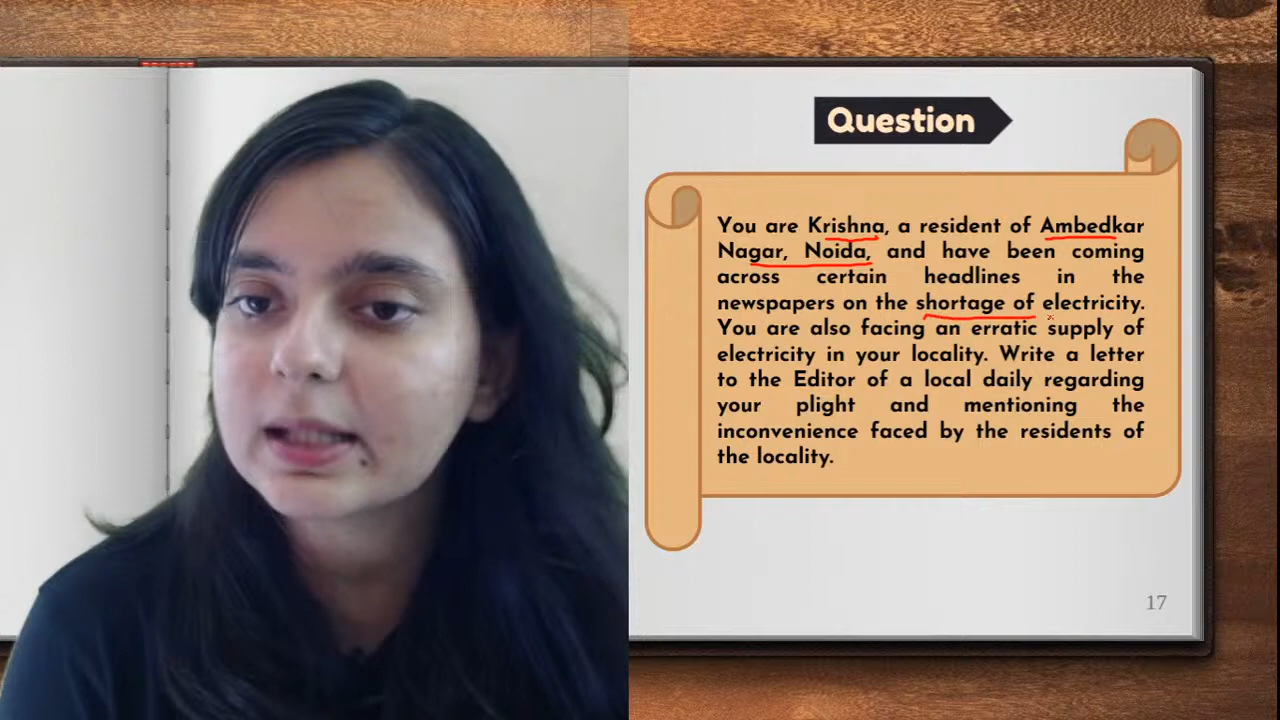 Question
You are Krishna, a resident of Ambedkar
Nagar, Noida, and have been coming
across certain headlines in the
newspapers on the shortage of electricity.
You are also facing an erratic supply of
electricity in your locality. Write a letter
to the Editor of a local daily regarding
your plight and mentioning the
inconvenience faced by the residents of
the locality.
17